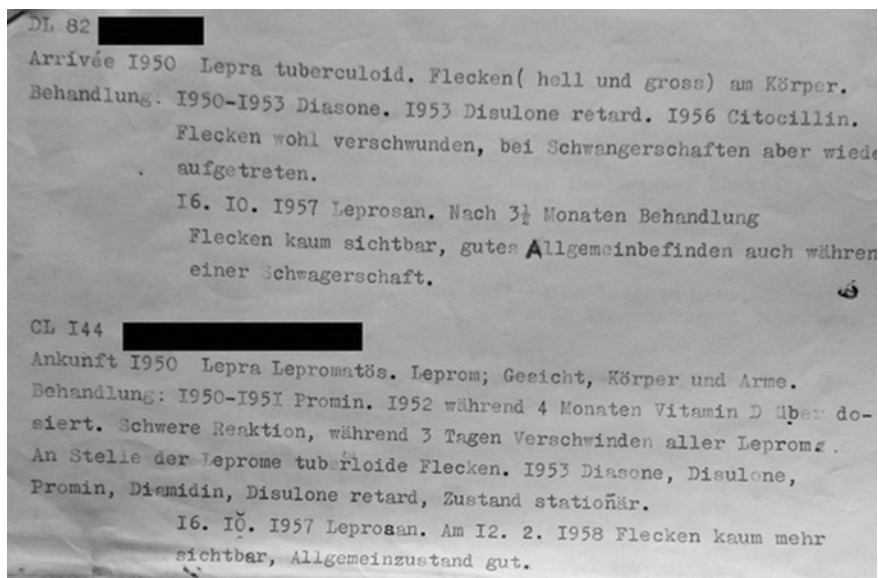 DL 82
Arrivée I950 Lepra tuberculoid. Flecken( hell und gross) am Körper.
Behandlung: I950-I953 Diasone. I953 Disulone retard. I956 Citocillin.
Flecken wohl verschwunden, bei Schwangerschaften aber wiede
aufgetreten.
I6. IO. I957 Leprosan. Nach 3½ Monaten Behandlung
Flecken kaum sichtbar, gutes Allgemeinbefinden auch währen
einer Schwagerschaft.
CL I44
Ankunft I950 Lepra Lepromatös. Leprom; Gesicht, Körper und Arme.
Behandlung: I950-I95I Promin. I952 während 4 Monaten Vitamin D über do-
siert. Schwere Reaktion, während 3 Tagen Verschwinden aller Leprome.
An Stelle der Leprome tuberloide Flecken. I953 Diasone, Disulone,
Promin, Diamidin, Disulone retard, Zustand stationär.
I6. IO. I957 Leprosan. Am I2. 2. I958 Flecken kaum mehr
sichtbar, Allgemeinzustand gut.